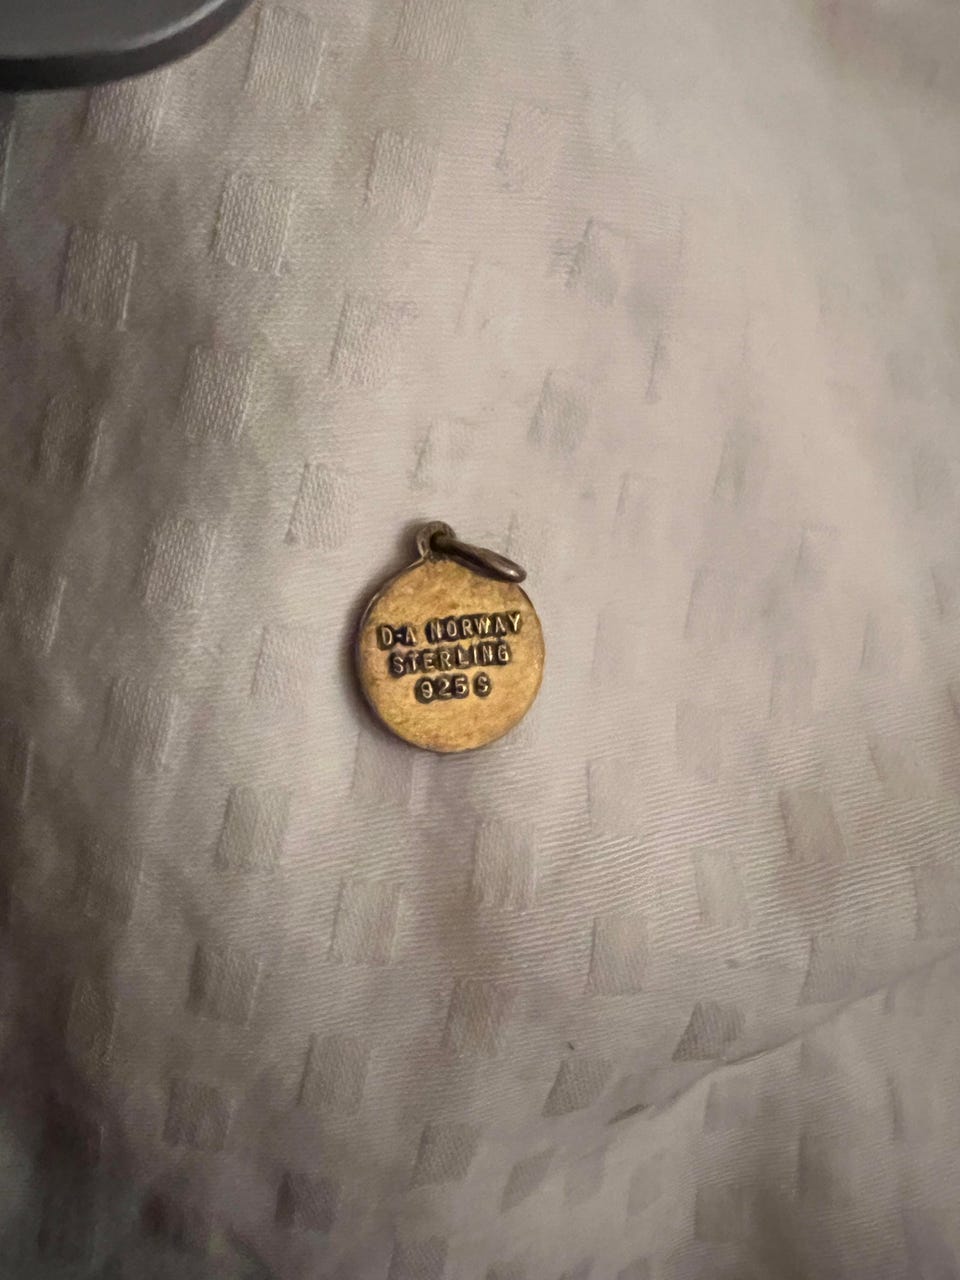 D-A NORWAY
STERLING
925 S